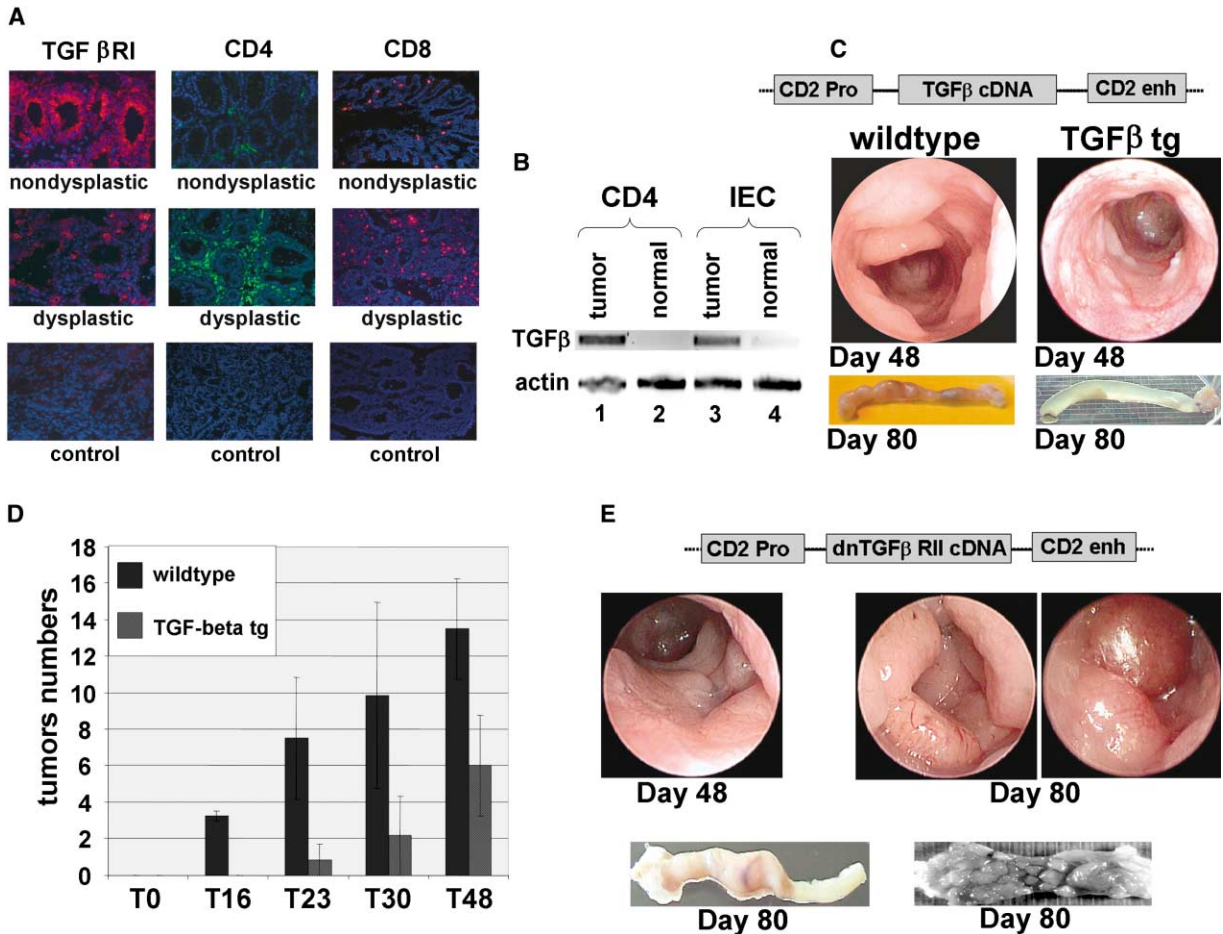 A
TGF βRI CD4 CD8
nondysplastic nondysplastic nondysplastic
dysplastic dysplastic dysplastic
control control control
B
CD4 IEC
tumor normal tumor normal
TGFβ
actin
1 2 3 4
C
CD2 Pro TGFβ cDNA CD2 enh
wildtype TGFβ tg
Day 48 Day 48
Day 80 Day 80
D
18
16
14
12
10
8
6
4
2
0
tumors numbers
wildtype
TGF-beta tg
T0 T16 T23 T30 T48
E
CD2 Pro dnTGFβ RII cDNA CD2 enh
Day 48 Day 80
Day 80 Day 80